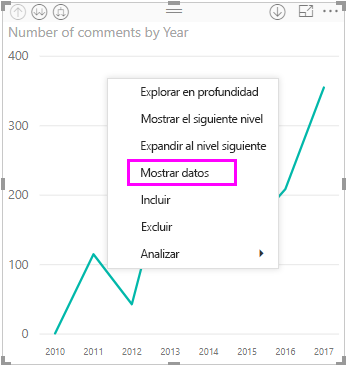 Number of comments by Year
400
300
200
100
0
Explorar en profundidad
Mostrar el siguiente nivel
Expandir al nivel siguiente
Mostrar datos
Incluir
Excluir
Analizar
2010 2011 2012 2013 2014 2015 2016 2017